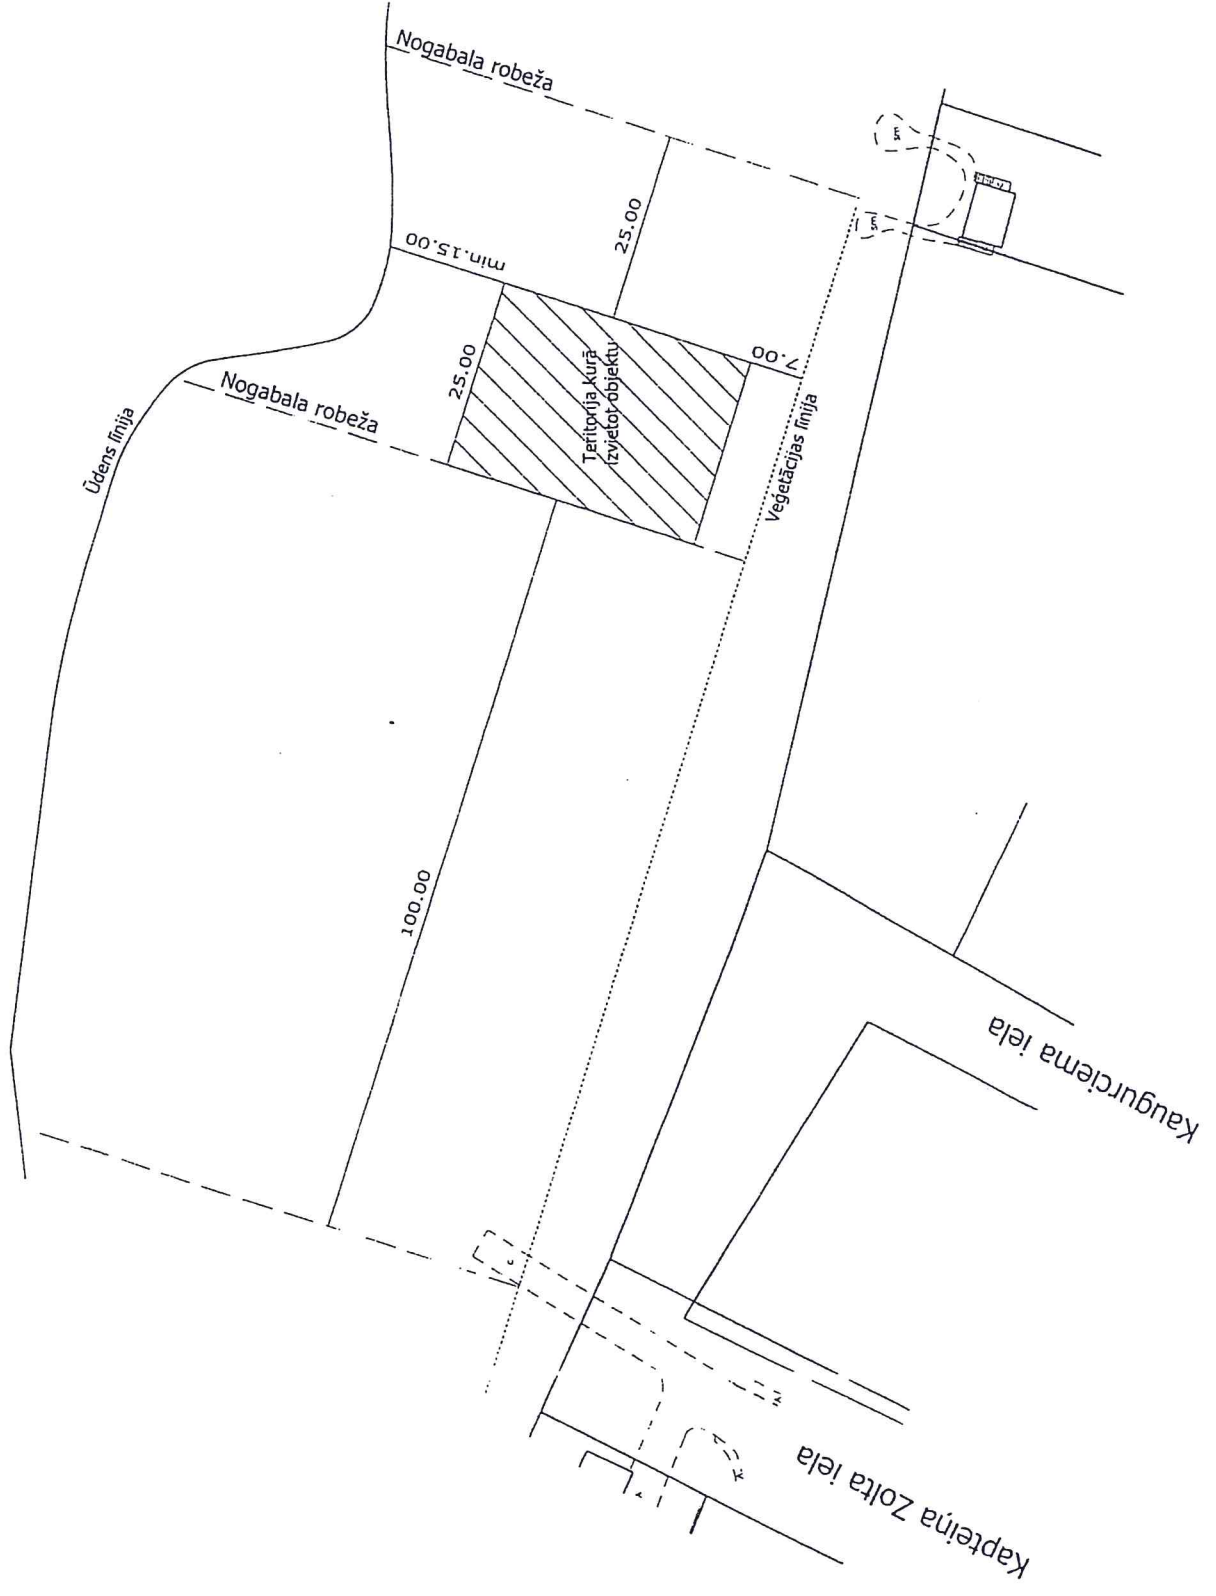 Nogabala robeža
25.00
min.15.00
25.00
Teritorija kurā
izvietot objektu
7.00
Nogabala robeža
Ūdens līnija
Veģetācijas līnija
100.00
Kaugurciema iela
Kapteiņa Zolta iela